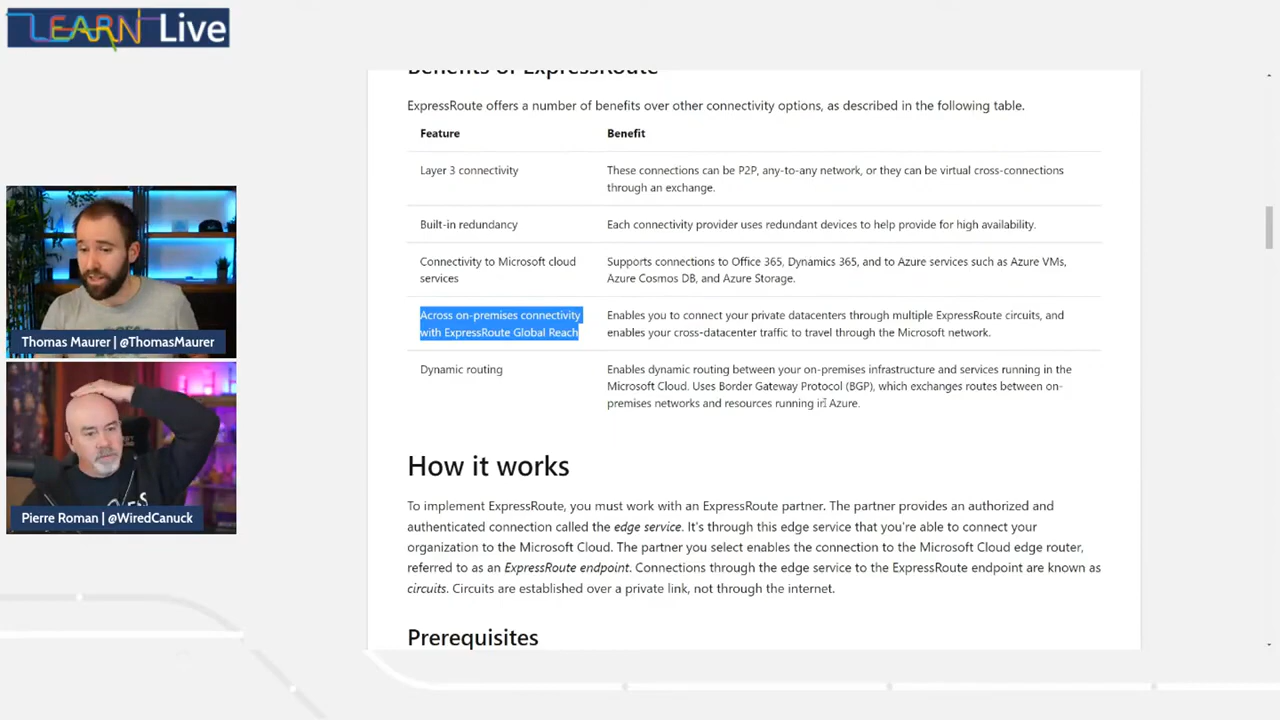 LEARN Live
Benefits of ExpressRoute
ExpressRoute offers a number of benefits over other connectivity options, as described in the following table.
Feature
Benefit
Layer 3 connectivity
These connections can be P2P, any-to-any network, or they can be virtual cross-connections
through an exchange.
Built-in redundancy
Each connectivity provider uses redundant devices to help provide for high availability.
Connectivity to Microsoft cloud
services
Supports connections to Office 365, Dynamics 365, and to Azure services such as Azure VMs,
Azure Cosmos DB, and Azure Storage.
Across on-premises connectivity
with ExpressRoute Global Reach
Enables you to connect your private datacenters through multiple ExpressRoute circuits, and
enables your cross-datacenter traffic to travel through the Microsoft network.
Dynamic routing
Enables dynamic routing between your on-premises infrastructure and services running in the
Microsoft Cloud. Uses Border Gateway Protocol (BGP), which exchanges routes between on-
premises networks and resources running in Azure.
How it works
To implement ExpressRoute, you must work with an ExpressRoute partner. The partner provides an authorized and
authenticated connection called the edge service. It's through this edge service that you're able to connect your
organization to the Microsoft Cloud. The partner you select enables the connection to the Microsoft Cloud edge router,
referred to as an ExpressRoute endpoint. Connections through the edge service to the ExpressRoute endpoint are known as
circuits. Circuits are established over a private link, not through the internet.
Prerequisites
Thomas Maurer | @ThomasMaurer
Pierre Roman | @WiredCanuck